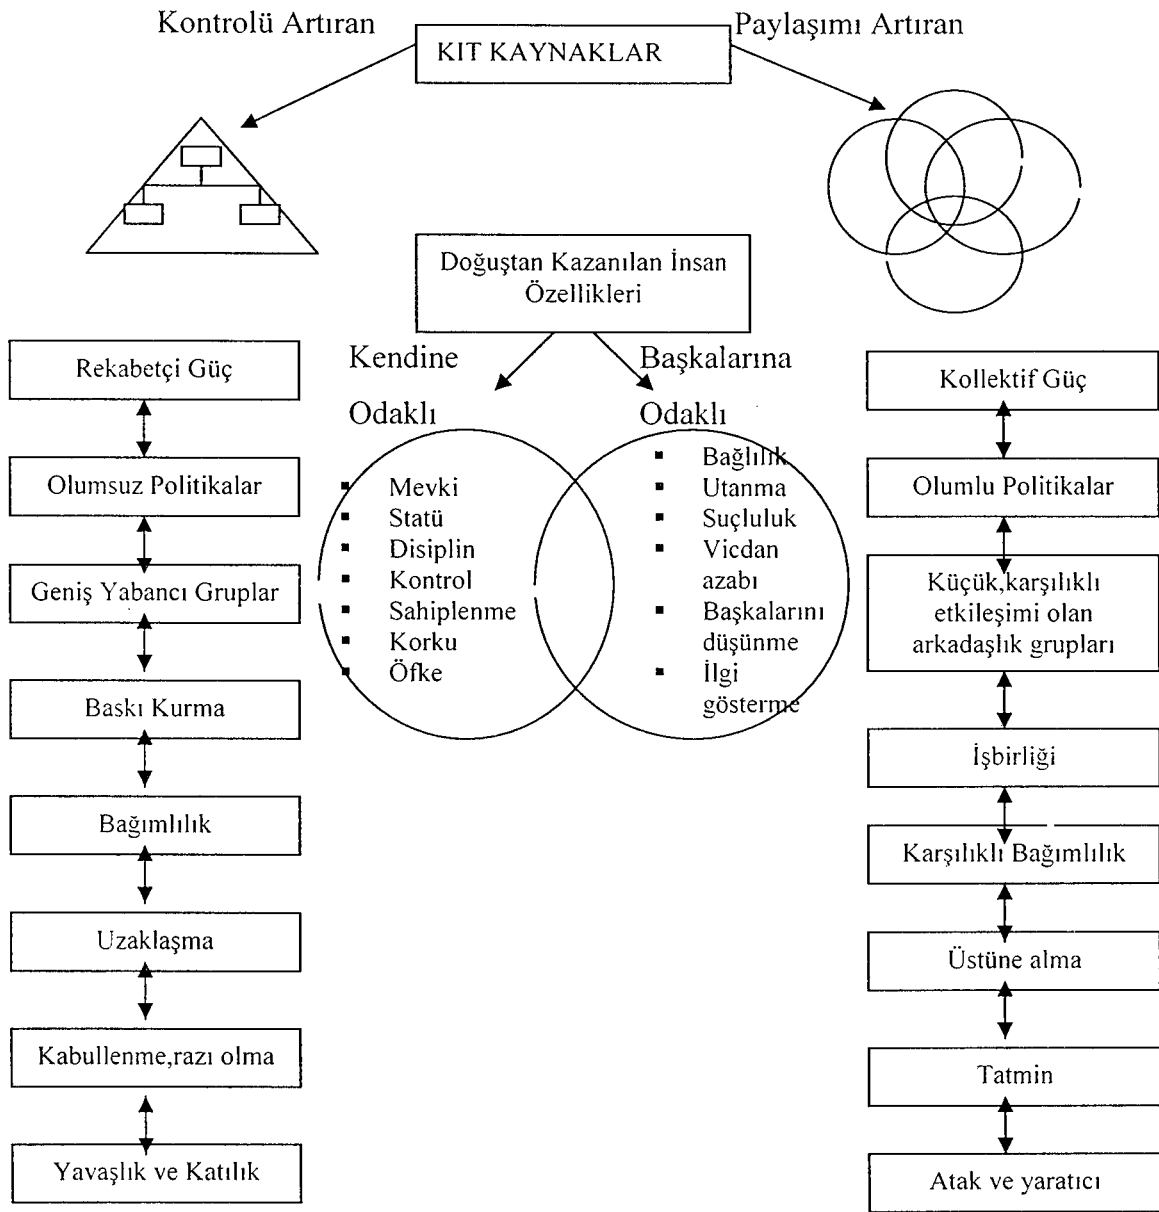 Kontrolü Artıran
KIT KAYNAKLAR
Paylaşımı Artıran
Doğuştan Kazanılan İnsan
Özellikleri
Kendine
Odaklı
Başkalarına
Odaklı
Rekabetçi Güç
Olumsuz Politikalar
Geniş Yabancı Gruplar
Baskı Kurma
Bağımlılık
Uzaklaşma
Kabullenme,razı olma
Yavaşlık ve Katılık
▪ Mevki
▪ Statü
▪ Disiplin
▪ Kontrol
▪ Sahiplenme
▪ Korku
▪ Öfke
▪ Bağlılık
▪ Utanma
▪ Suçluluk
▪ Vicdan
azabı
▪ Başkalarını
düşünme
▪ İlgi
gösterme
Kollektif Güç
Olumlu Politikalar
Küçük,karşılıklı
etkileşimi olan
arkadaşlık grupları
İşbirliği
Karşılıklı Bağımlılık
Üstüne alma
Tatmin
Atak ve yaratıcı